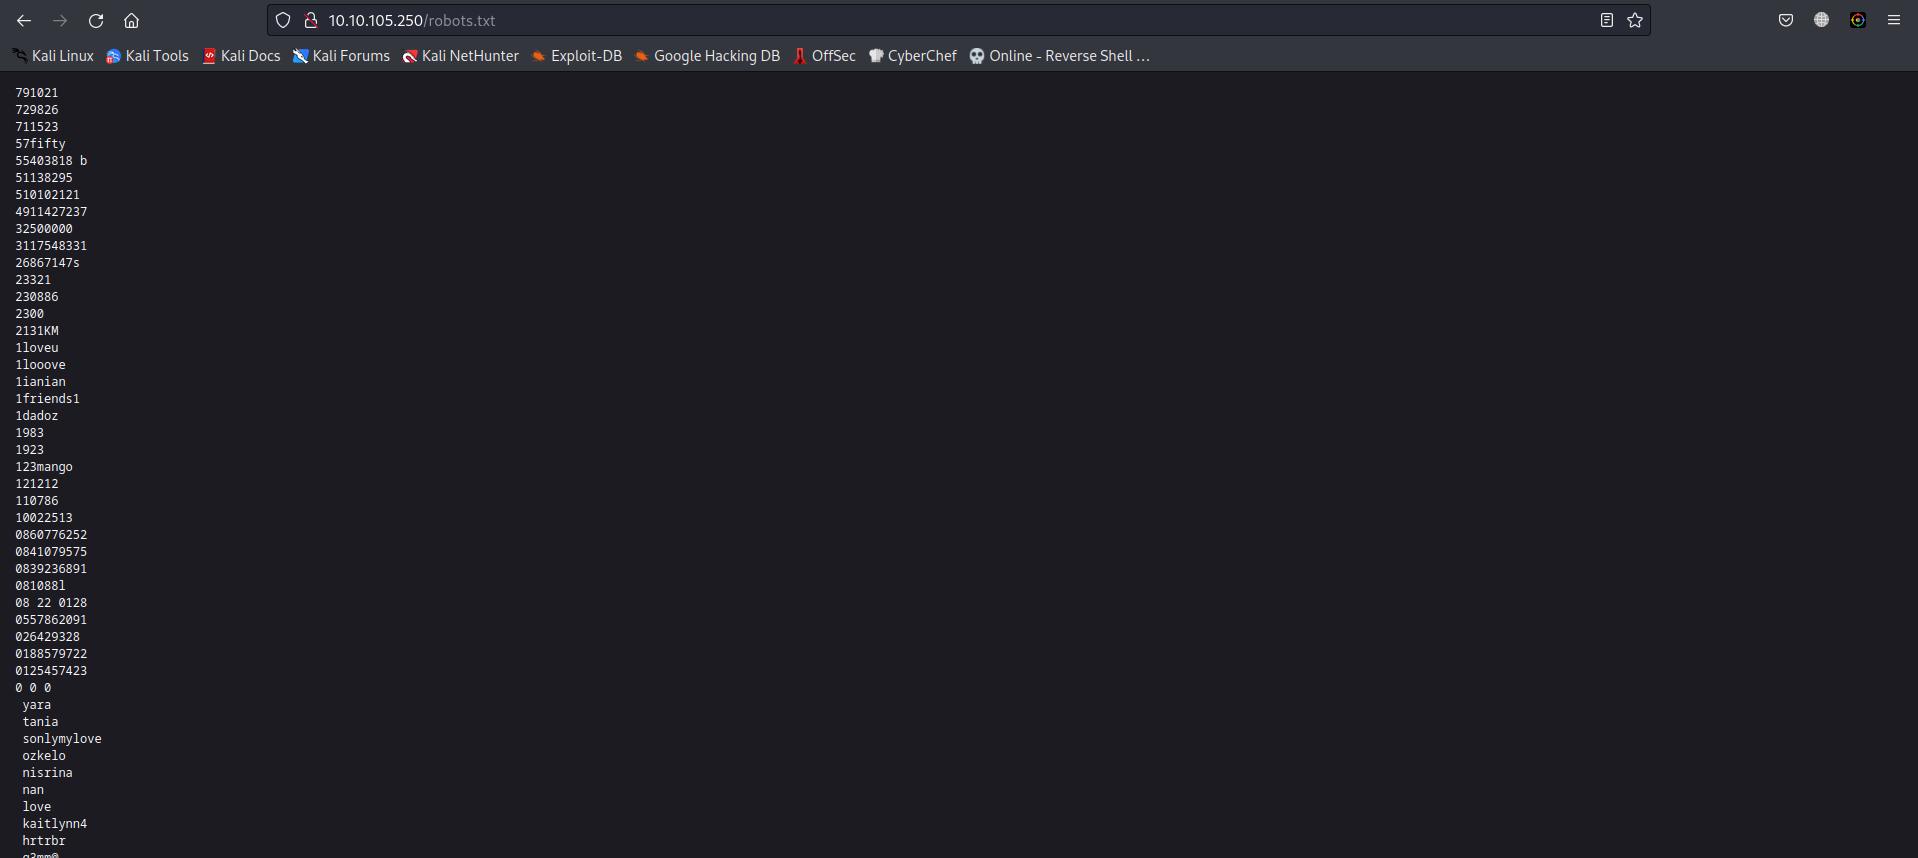 10.10.105.250/robots.txt
Kali Linux Kali Tools Kali Docs Kali Forums Kali NetHunter Exploit-DB Google Hacking DB OffSec CyberChef Online - Reverse Shell …
791021
729826
711523
57fifty
55403818 b
51138295
510102121
4911427237
32500000
3117548331
26867147s
23321
230886
2300
2131KM
1loveu
1looove
1ianian
1friends1
1dadoz
1983
1923
123mango
121212
110786
10022513
0860776252
0841079575
0839236891
081088l
08 22 0128
0557862091
026429328
0188579722
0125457423
0 0 0
yara
tania
sonlymylove
ozkelo
nisrina
nan
love
kaitlynn4
hrtrbr